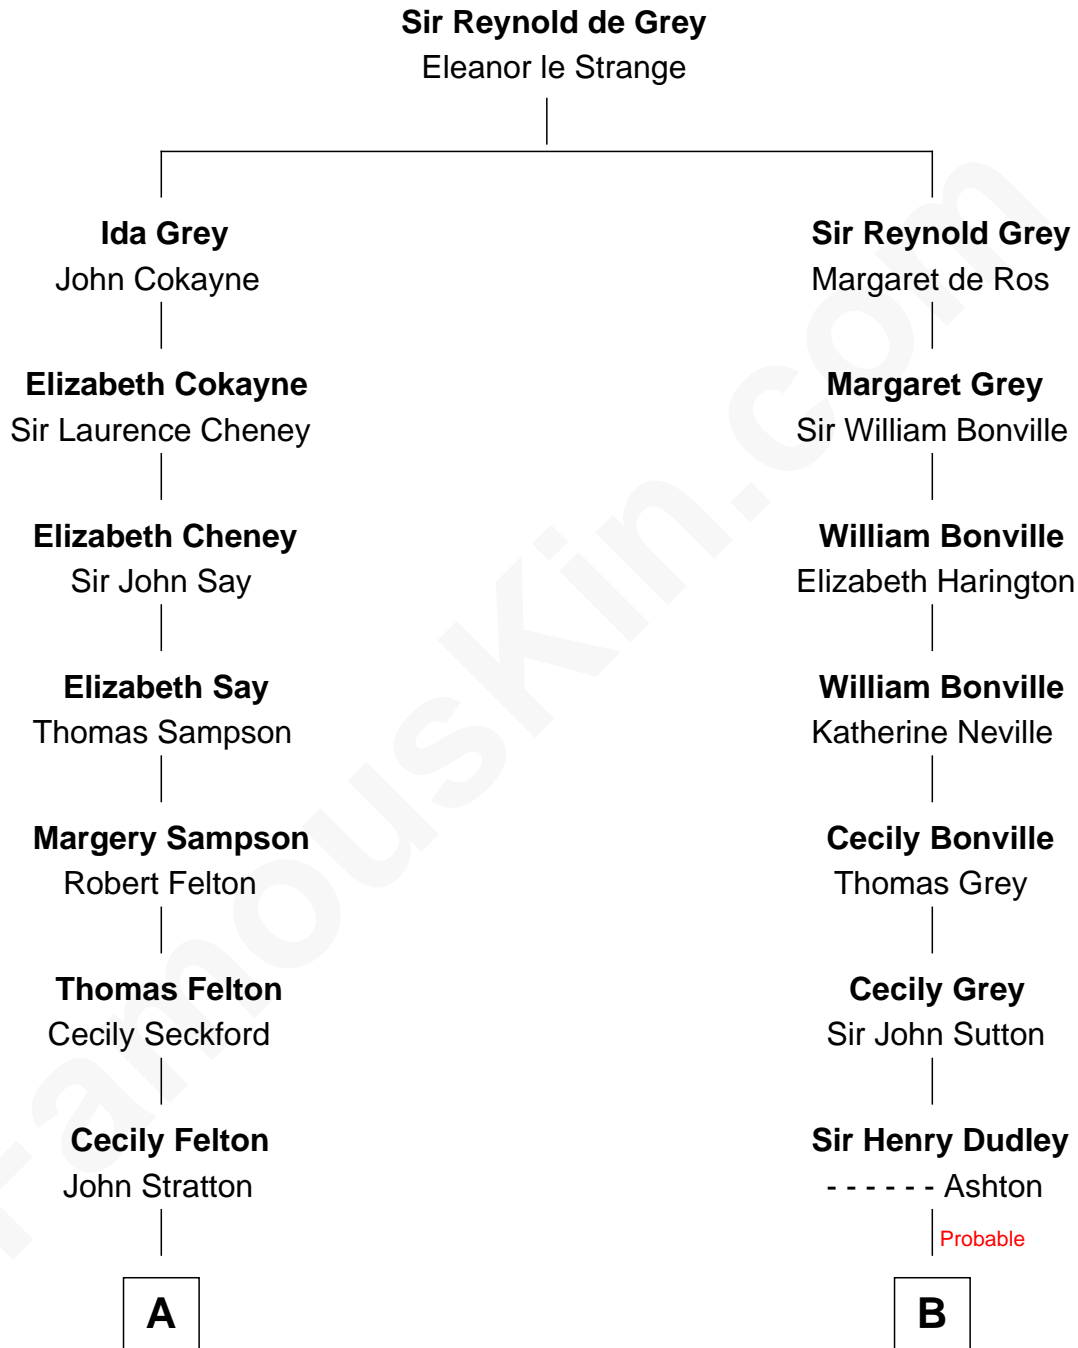 Sir Reynold de Grey
Eleanor le Strange
Ida Grey
John Cokayne
Sir Reynold Grey
Margaret de Ros
Elizabeth Cokayne
Sir Laurence Cheney
Margaret Grey
Sir William Bonville
Elizabeth Cheney
Sir John Say
William Bonville
Elizabeth Harington
Elizabeth Say
Thomas Sampson
William Bonville
Katherine Neville
Margery Sampson
Robert Felton
Cecily Bonville
Thomas Grey
Thomas Felton
Cecily Seckford
Cecily Grey
Sir John Sutton
Cecily Felton
John Stratton
Sir Henry Dudley
- - - - - - Ashton
Probable
A
B
FamousKin.com